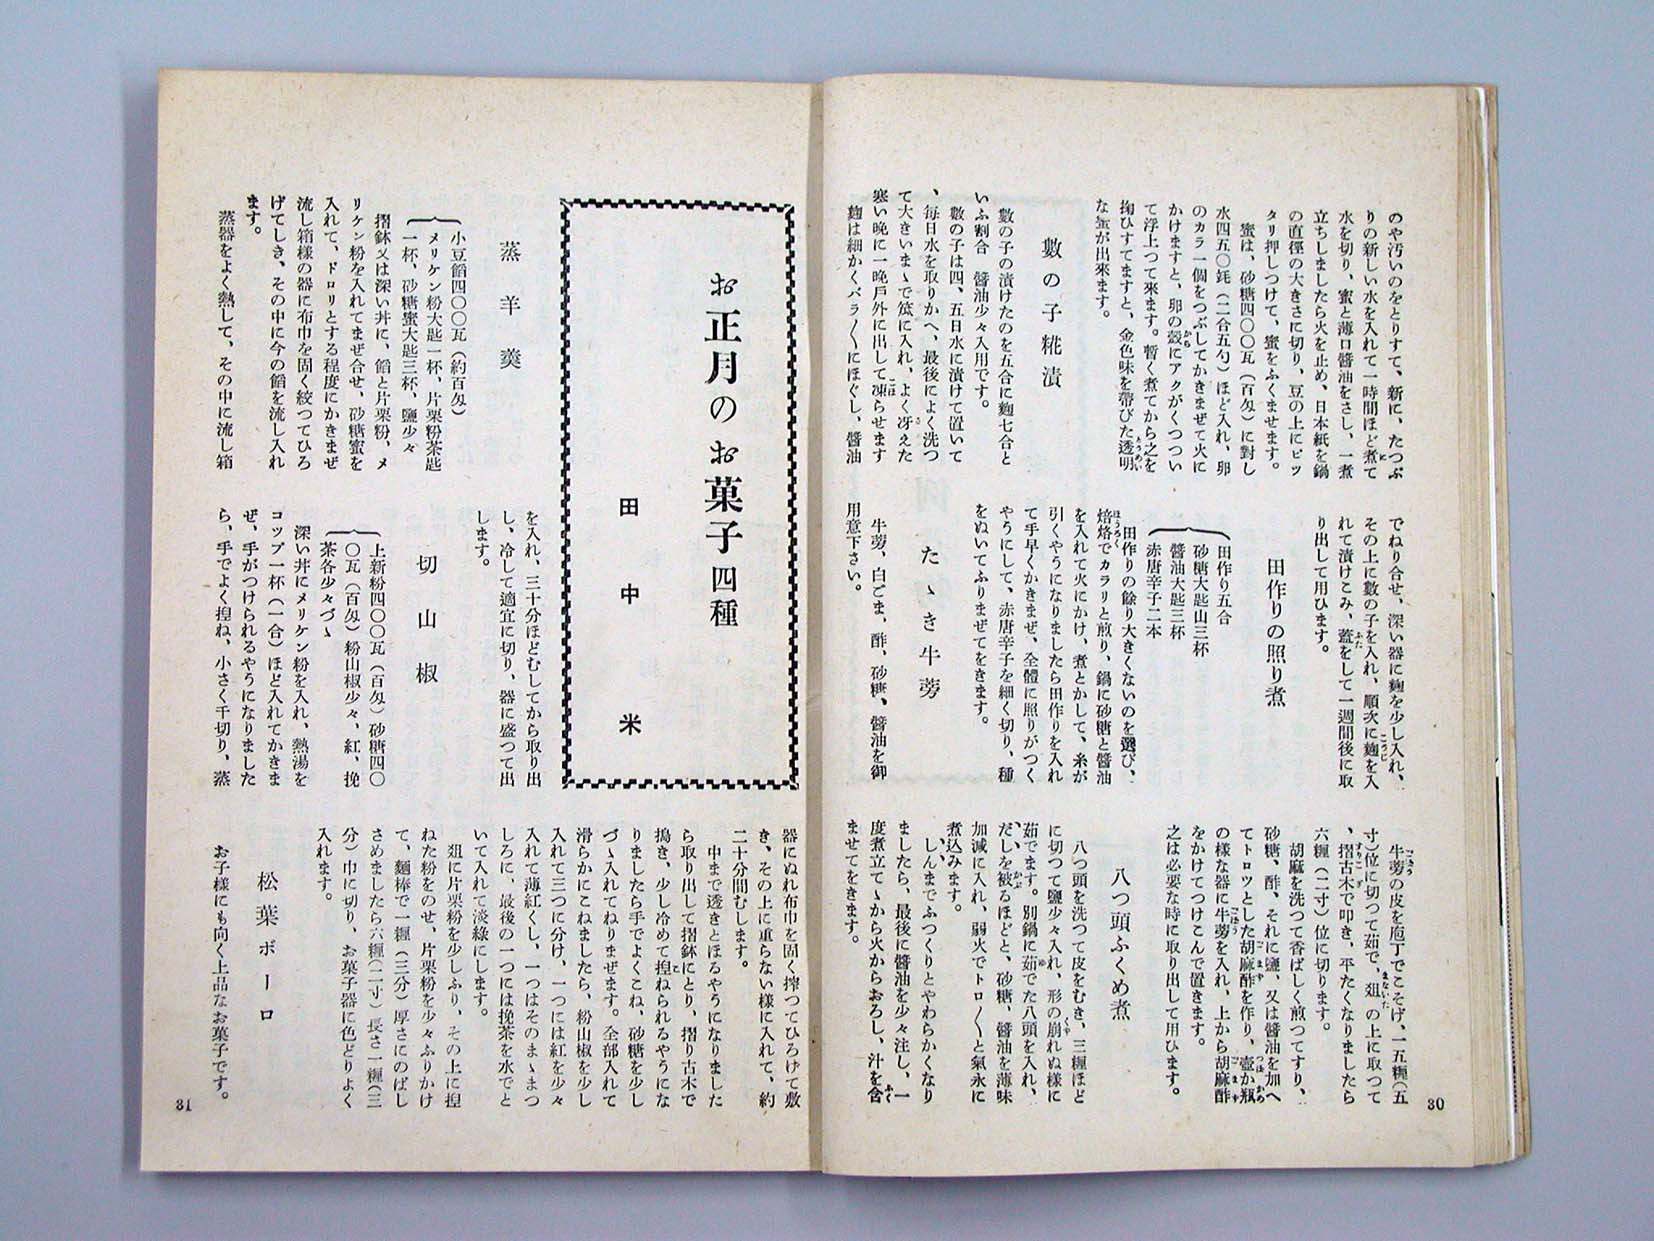 のや汚いのをとりすて、新に、たつぷ
りの新しい水を入れて一時間ほど煮て
水を切り、蜜と薄口醬油をさし、一煮
立ちしましたら火を止め、日本紙を鍋
の直徑の大きさに切り、豆の上にピッ
タリ押しつけて、蜜をふくませます。
蜜は、砂糖四〇〇瓦（百匁）に對し
水四五〇竓（二合五勺）ほど入れ、卵
のカラ一個をつぶしてかきまぜて火に
かけますと、卵の殼にアクがくつつい
て浮上つて來ます。暫く煮てから之を
掬ひすてますと、金色味を帶びた透明
な蜜が出來ます。
數の子糀漬
數の子の漬けたのを五合に麹七合と
いふ割合　醬油少々入用です。
數の子は四、五日水に漬けて置いて
、每日水を取りかへ、最後によく洗つ
て大きいまゝで笊に入れ、よく冴えた
寒い晩に一晩戶外に出して凍らせます
麹は細かくバラ〳〵にほぐし、醬油
でねり合せ、深い器に麹を少し入れ、
その上に數の子を入れ、順次に麹を入
れて漬けこみ、蓋をして一週間後に取
り出して用ひます。
田作りの照り煮
田作り五合
砂糖大匙山三杯
醬油大匙三杯
赤唐辛子二本
田作りの餘り大きくないのを選び、
焙烙でカラリと煎り、鍋に砂糖と醬油
を入れて火にかけ、煮とかして、糸が
引くやうになりましたら田作りを入れ
て手早くかきまぜ、全體に照りがつく
やうにして、赤唐辛子を細く切り、種
をぬいてふりまぜてをきます。
たゝき牛蒡
牛蒡、白ごま、酢、砂糖、醬油を御
用意下さい。
牛蒡の皮を庖丁でこそげ、一五糎（五
寸）位に切つて茹で、俎の上に取つて
、摺古木で叩き、平たくなりましたら
六糎（二寸）位に切ります。
胡麻を洗つて香ばしく煎つてすり、
砂糖、酢、それに鹽、又は醬油を加へ
てトロツとした胡麻酢を作り、壺か瓶
の樣な器に牛蒡を入れ、上から胡麻酢
をかけてつけこんで置きます。
之は必要な時に取り出して用ひます。
八つ頭ふくめ煮
八つ頭を洗つて皮をむき、三糎ほど
に切つて鹽少々入れ、形の崩れぬ樣に
茹でます。別鍋に茹でた八頭を入れ、
だしを被るほどと、砂糖、醬油を薄味
加減に入れ、弱火でトロ〳〵と氣永に
煮込みます。
しんまでふつくりとやわらかくなり
ましたら、最後に醬油を少々注し、一
度煮立てゝから火からおろし、汁を含
ませてをきます。
30
お正月のお菓子四種
田中米
蒸羊羹
小豆餡四〇〇瓦（約百匁）
メリケン粉大匙一杯、片栗粉茶匙
一杯、砂糖蜜大匙三杯、鹽少々
摺鉢又は深い丼に、餡と片栗粉、メ
リケン粉を入れてまぜ合せ、砂糖蜜を
入れて、ドロリとする程度にかきまぜ
流し箱樣の器に布巾を固く絞つてひろ
げてしき、その中に今の餡を流し入れ
ます。
蒸器をよく熱して、その中に流し箱
を入れ、三十分ほどむしてから取り出
し、冷して適宜に切り、器に盛つて出
します。
切山椒
上新粉四〇〇瓦（百匁）砂糖四〇
〇瓦（百匁）粉山椒少々、紅、挽
茶各少々づゝ
深い丼にメリケン粉を入れ、熱湯を
コップ一杯（一合）ほど入れてかきま
ぜ、手がつけられるやうになりました
ら、手でよく捏ね、小さく千切り、蒸
器にぬれ布巾を固く搾つてひろげて敷
き、その上に重らない樣に入れて、約
二十分間むします。
中まで透きとほるやうになりました
ら取り出して摺鉢にとり、摺り古木で
搗き、少し冷めて捏ねられるやうにな
りましたら手でよくこね、砂糖を少し
づゝ入れてねりまぜます。全部入れて
滑らかにこねましたら、粉山椒を少し
入れて三つに分け、一つには紅を少々
入れて薄紅くし、一つはそのまゝまつ
しろに、最後の一つには挽茶を水でと
いて入れて淡綠にします。
俎に片栗粉を少しふり、その上に捏
ねた粉をのせ、片栗粉を少々ふりかけ
て、麵棒で一糎（三分）厚さにのばし
さめましたら六糎（二寸）長さ一糎（三
分）巾に切り、お菓子器に色どりよく
入れます。
松葉ボーロ
お子樣にも向く上品なお菓子です。
31